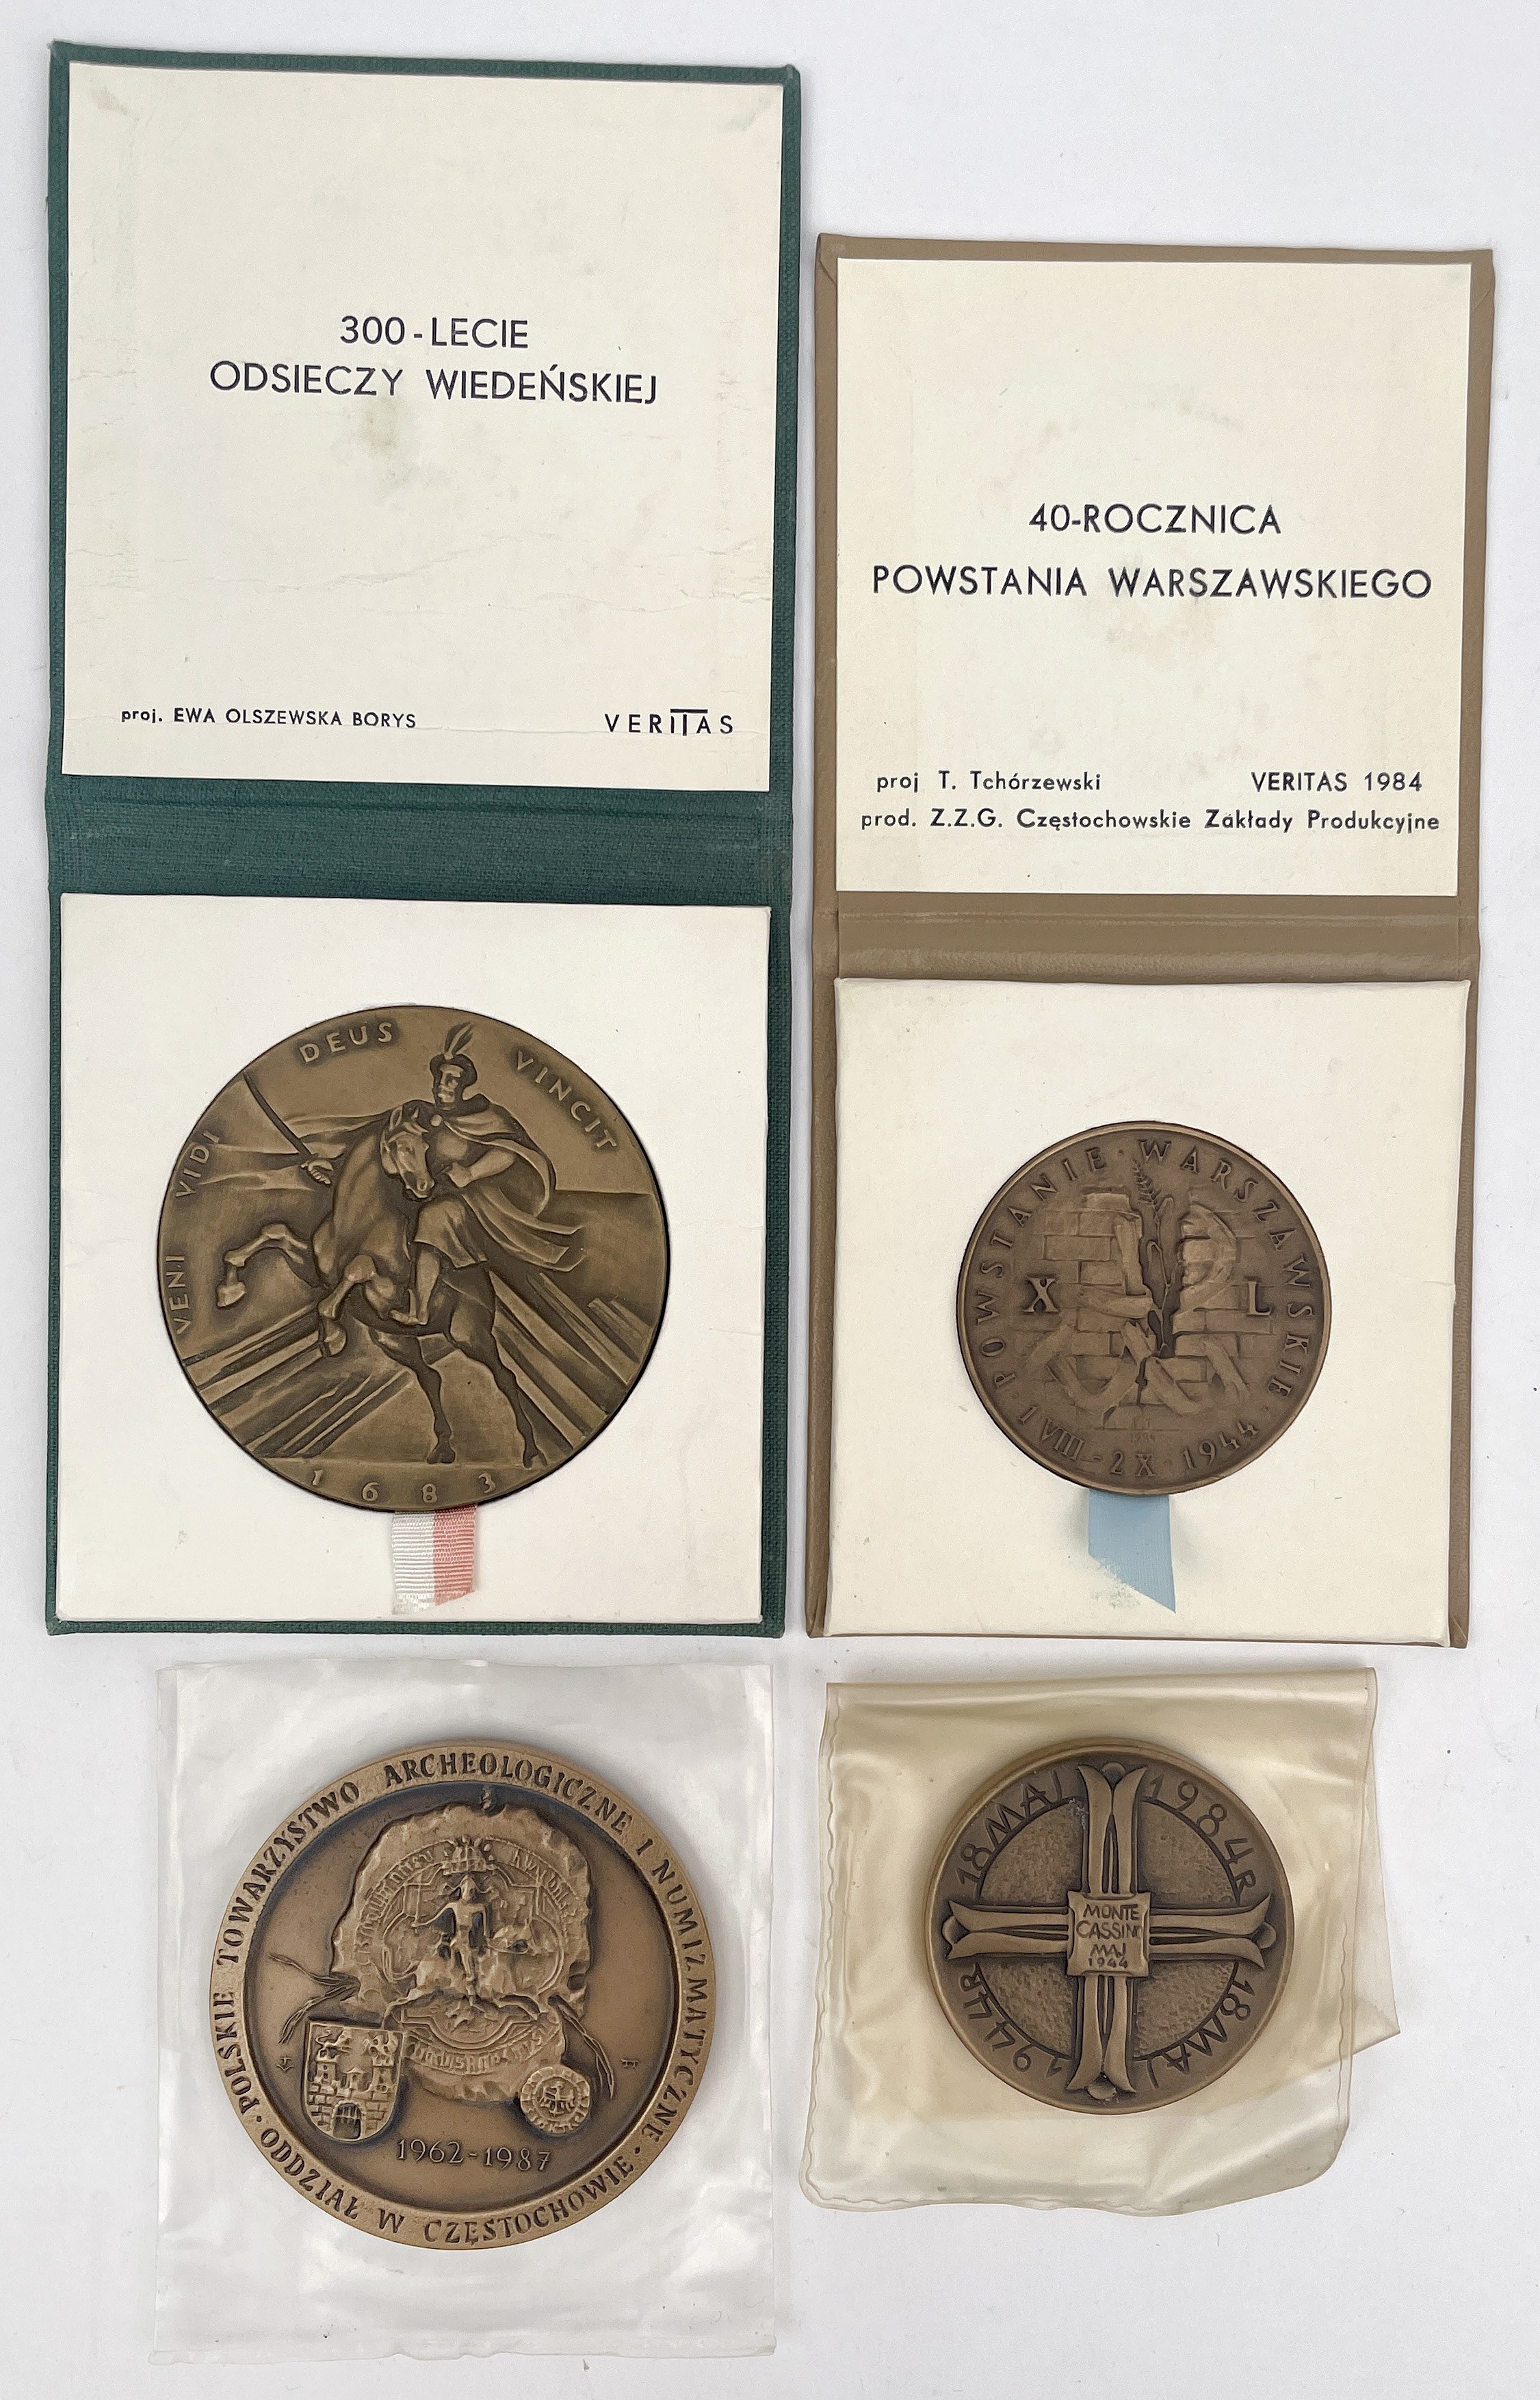 300-LECIE
ODSIECZY WIEDEŃSKIEJ
proj. EWA OLSZEWSKA BORYS
VERITAS
40-ROCZNICA
POWSTANIA WARSZAWSKIEGO
proj T. Tchórzewski
VERITAS 1984
prod. Z.Z.G. Częstochowskie Zakłady Produkcyjne
VENI VIDI DEUS VINCIT
1683
POWSTANIE · WARSZAWSKIE ·
X L
1 VIII - 2 X · 1944
POLSKIE TOWARZYSTWO ARCHEOLOGICZNE I NUMIZMATYCZNE
· ODDZIAŁ W CZĘSTOCHOWIE ·
1962-1987
18 MAJ 1984R
18 MAJ 1944R
MONTE
CASSINO
MAJ
1944